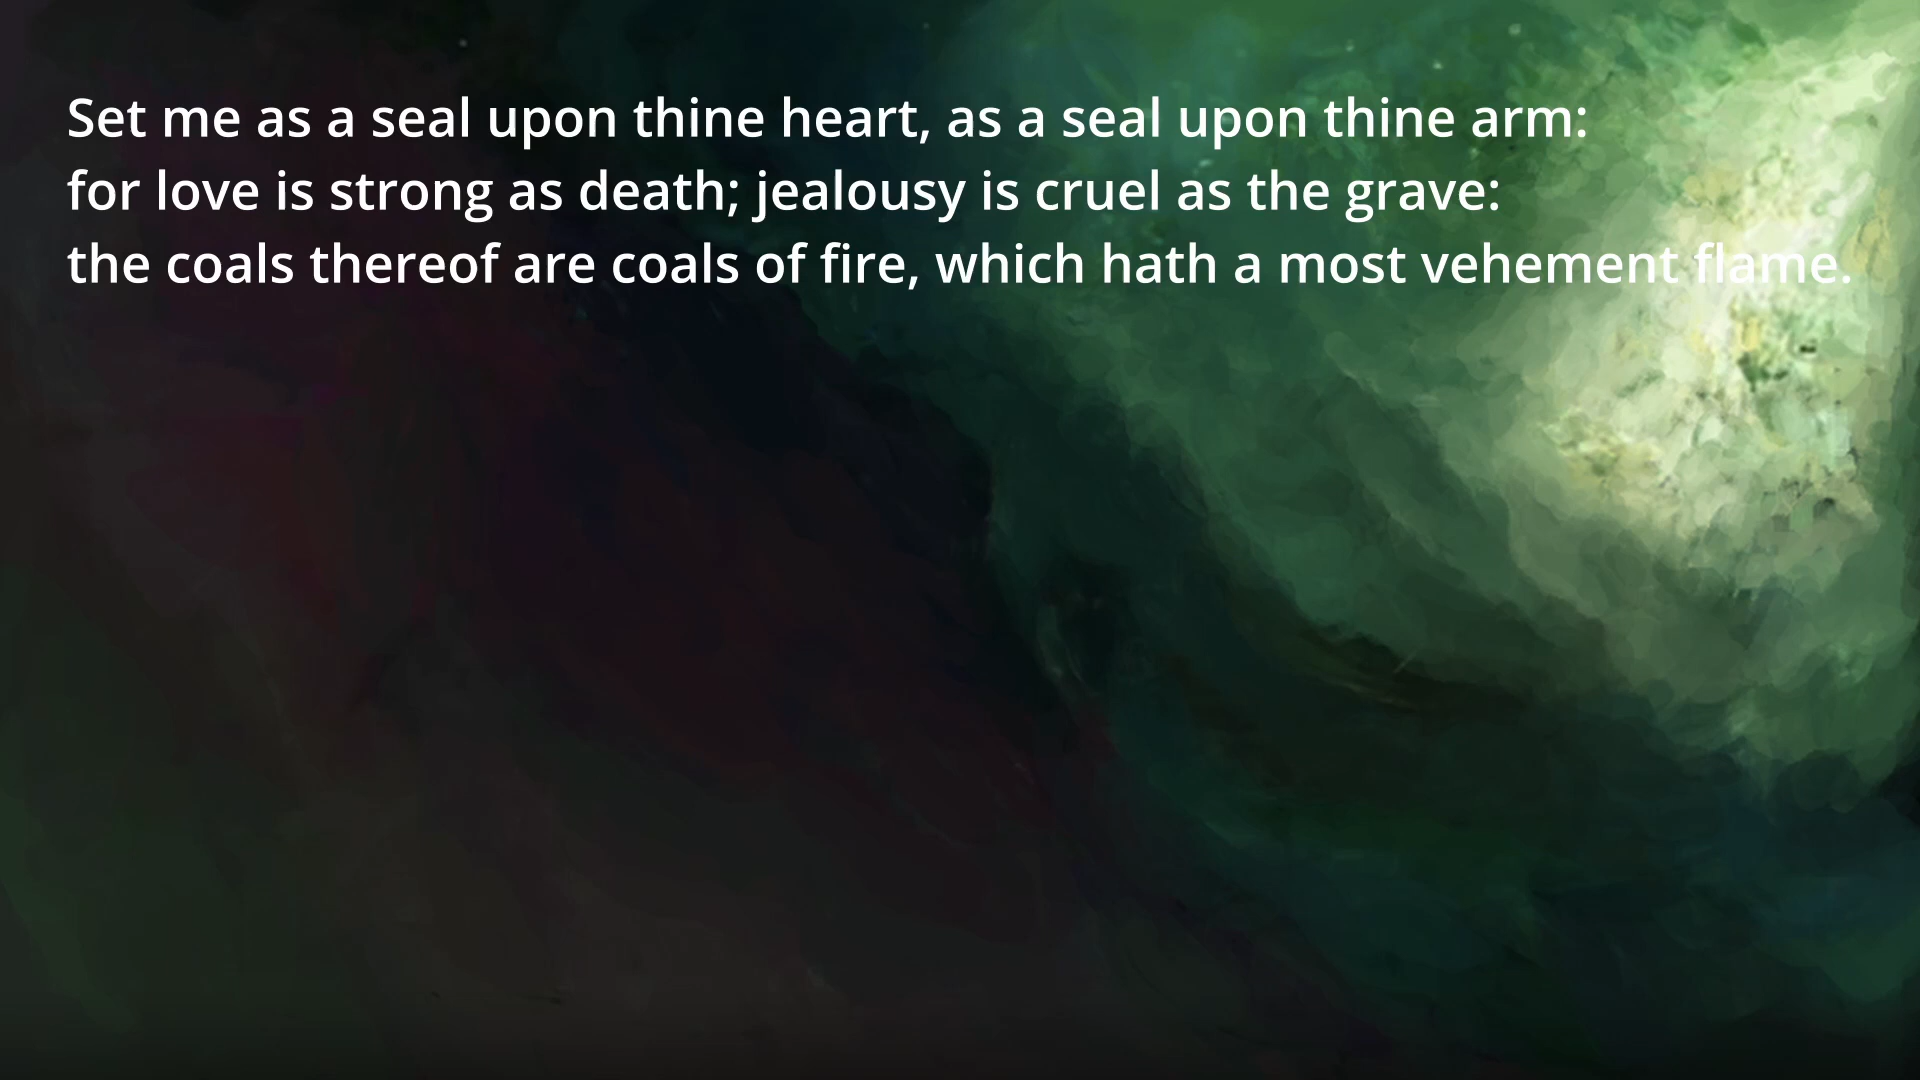 Set me as a seal upon thine heart, as a seal upon thine arm:
for love is strong as death; jealousy is cruel as the grave:
the coals thereof are coals of fire, which hath a most vehement flame.